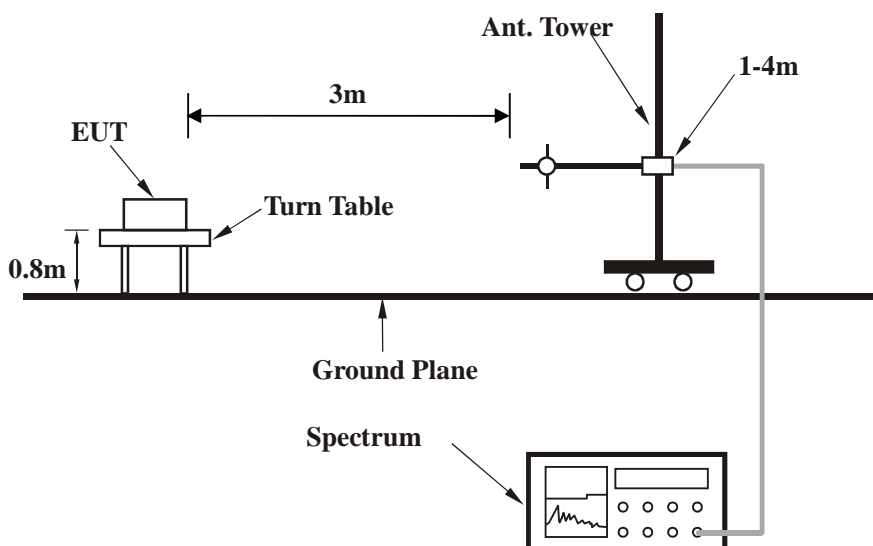 Ant. Tower
1-4m
3m
EUT
Turn Table
0.8m
Ground Plane
Spectrum